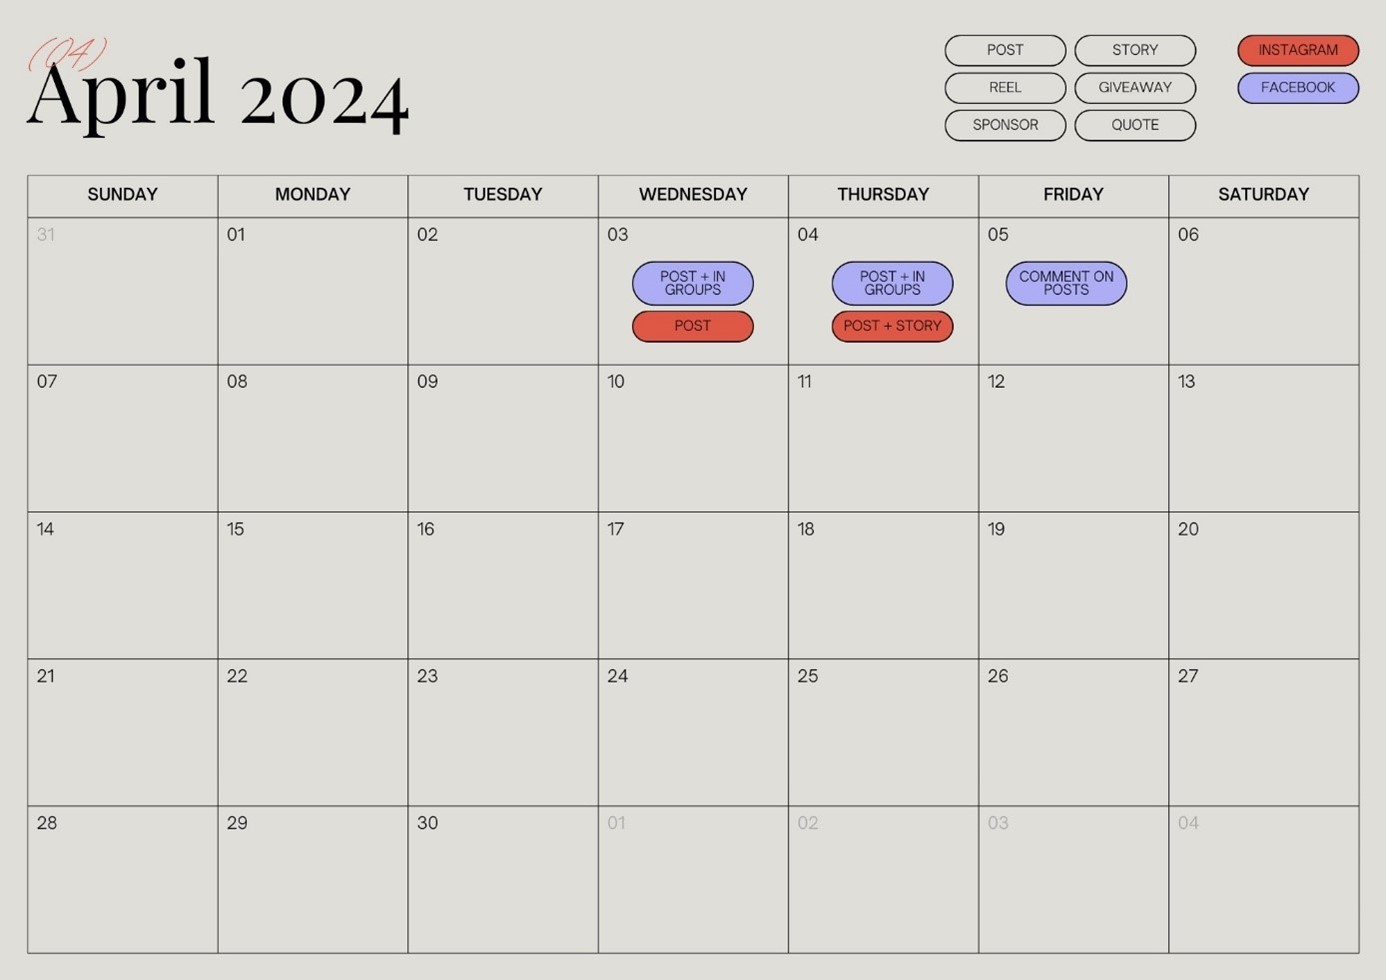 (04)
April 2024
POST STORY INSTAGRAM
REEL GIVEAWAY FACEBOOK
SPONSOR QUOTE
SUNDAY MONDAY TUESDAY WEDNESDAY THURSDAY FRIDAY SATURDAY
31 01 02 03 04 05 06
POST + IN POST + IN COMMENT ON
GROUPS GROUPS POSTS
POST POST + STORY
07 08 09 10 11 12 13
14 15 16 17 18 19 20
21 22 23 24 25 26 27
28 29 30 01 02 03 04